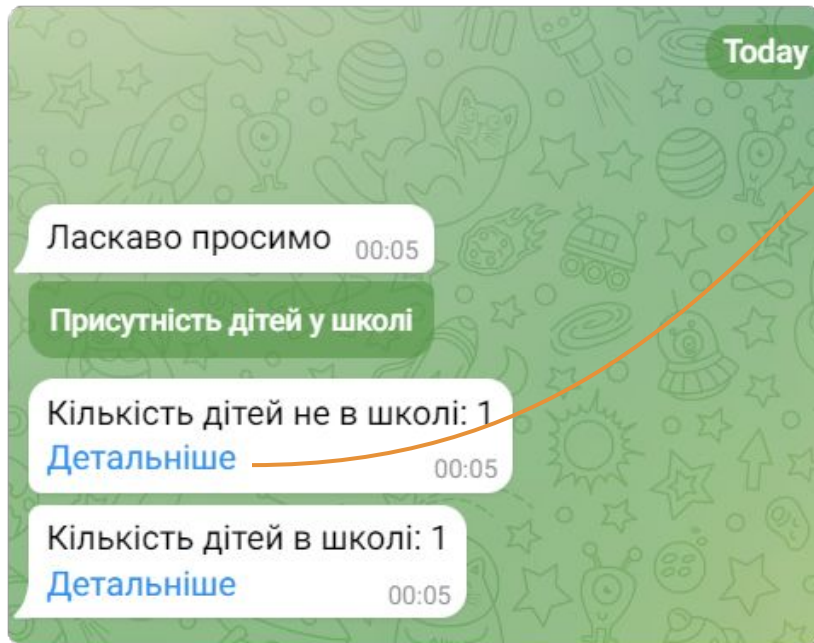 Today
Ласкаво просимо 00:05
Присутність дітей у школі
Кількість дітей не в школі: 1
Детальніше 00:05
Кількість дітей в школі: 1
Детальніше 00:05